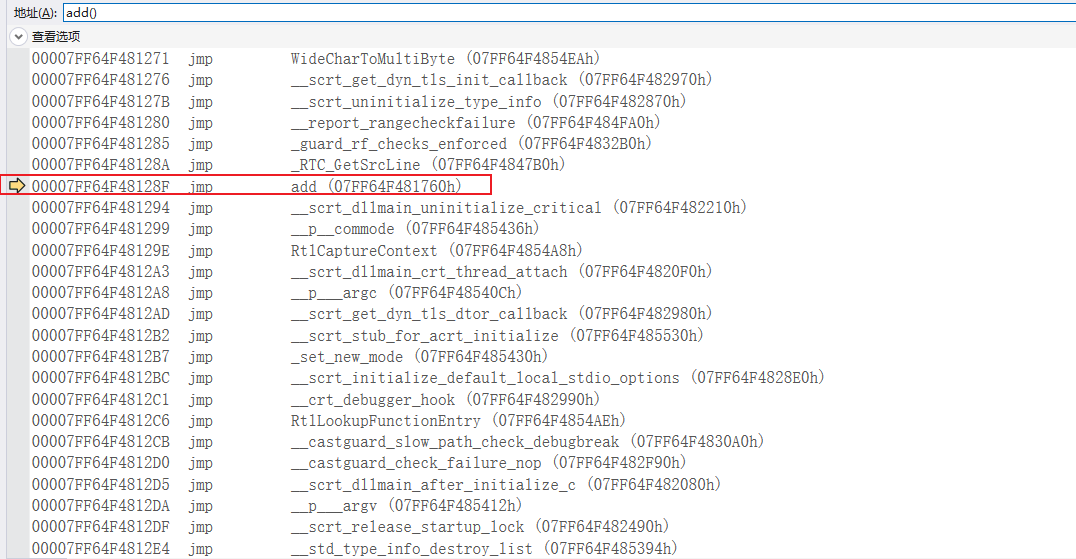 地址(A): add()
查看选项
00007FF64F481271 jmp WideCharToMultiByte (07FF64F4854EAh)
00007FF64F481276 jmp __scrt_get_dyn_tls_init_callback (07FF64F482970h)
00007FF64F48127B jmp __scrt_uninitialize_type_info (07FF64F482870h)
00007FF64F481280 jmp __report_rangecheckfailure (07FF64F484FA0h)
00007FF64F481285 jmp _guard_rf_checks_enforced (07FF64F4832B0h)
00007FF64F48128A jmp _RTC_GetSrcLine (07FF64F4847B0h)
00007FF64F48128F jmp add (07FF64F481760h)
00007FF64F481294 jmp __scrt_dllmain_uninitialize_critical (07FF64F482210h)
00007FF64F481299 jmp __p__commode (07FF64F485436h)
00007FF64F48129E jmp RtlCaptureContext (07FF64F4854A8h)
00007FF64F4812A3 jmp __scrt_dllmain_crt_thread_attach (07FF64F4820F0h)
00007FF64F4812A8 jmp __p___argc (07FF64F48540Ch)
00007FF64F4812AD jmp __scrt_get_dyn_tls_dtor_callback (07FF64F482980h)
00007FF64F4812B2 jmp __scrt_stub_for_acrt_initialize (07FF64F485530h)
00007FF64F4812B7 jmp _set_new_mode (07FF64F485430h)
00007FF64F4812BC jmp __scrt_initialize_default_local_stdio_options (07FF64F4828E0h)
00007FF64F4812C1 jmp __crt_debugger_hook (07FF64F482990h)
00007FF64F4812C6 jmp RtlLookupFunctionEntry (07FF64F4854AEh)
00007FF64F4812CB jmp __castguard_slow_path_check_debugbreak (07FF64F4830A0h)
00007FF64F4812D0 jmp __castguard_check_failure_nop (07FF64F482F90h)
00007FF64F4812D5 jmp __scrt_dllmain_after_initialize_c (07FF64F482080h)
00007FF64F4812DA jmp __p___argv (07FF64F485412h)
00007FF64F4812DF jmp __scrt_release_startup_lock (07FF64F482490h)
00007FF64F4812E4 jmp __std_type_info_destroy_list (07FF64F485394h)